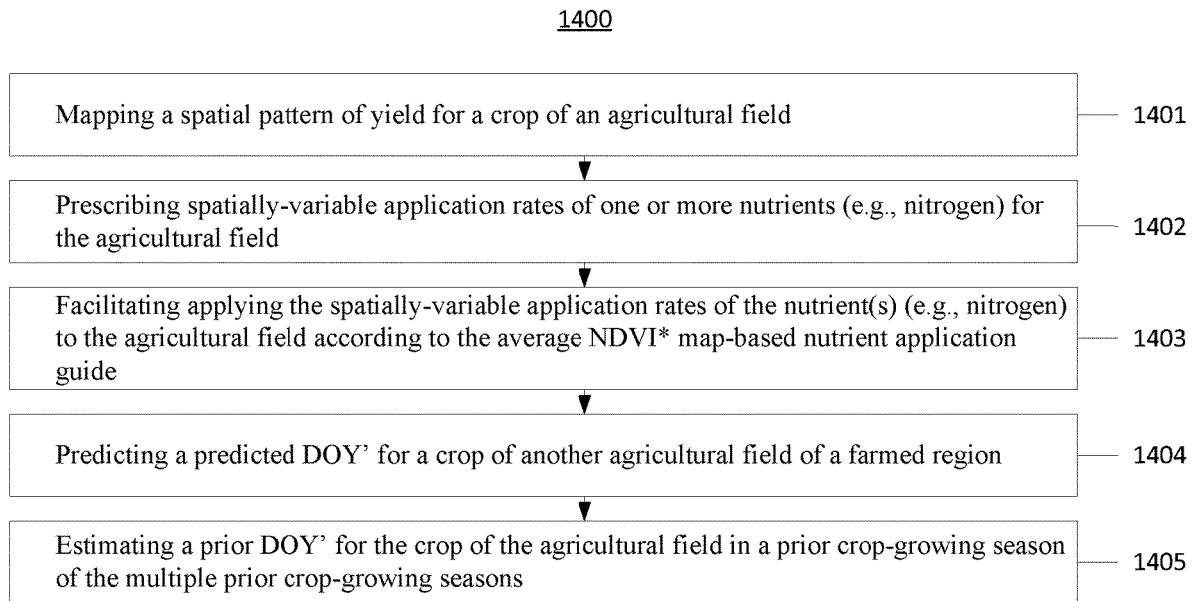 1400
Mapping a spatial pattern of yield for a crop of an agricultural field
1401
Prescribing spatially-variable application rates of one or more nutrients (e.g., nitrogen) for
the agricultural field
1402
Facilitating applying the spatially-variable application rates of the nutrient(s) (e.g., nitrogen)
to the agricultural field according to the average NDVI* map-based nutrient application
guide
1403
Predicting a predicted DOY’ for a crop of another agricultural field of a farmed region
1404
Estimating a prior DOY’ for the crop of the agricultural field in a prior crop-growing season
of the multiple prior crop-growing seasons
1405